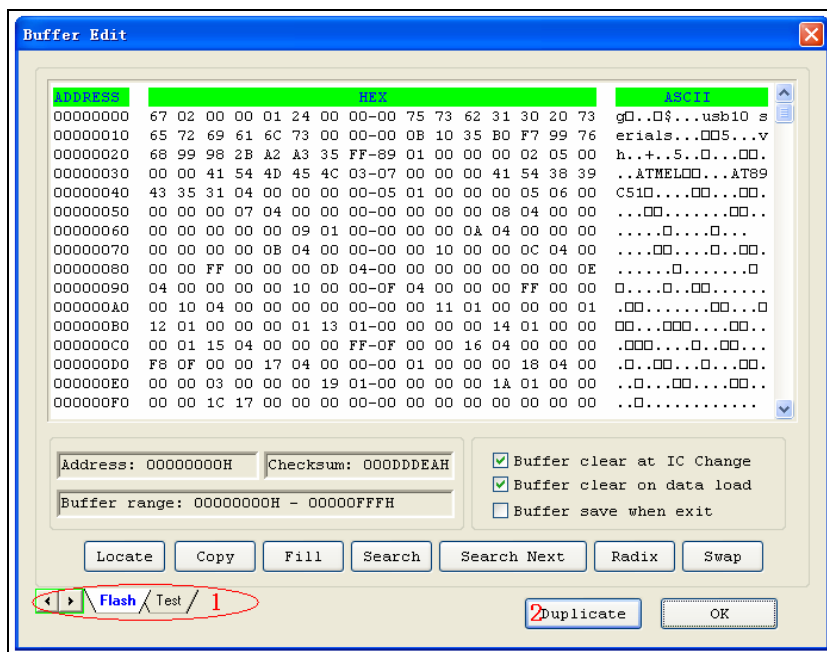 Buffer Edit
ADDRESS HEX ASCII
00000000 67 02 00 00 01 24 00 00-00 75 73 62 31 30 20 73 g□..□$...usb10 s
00000010 65 72 69 61 6C 73 00 00-00 0B 10 35 B0 F7 99 76 erials...□□5...v
00000020 68 99 98 2B A2 A3 35 FF-89 01 00 00 00 02 05 00 h..+..5..□...□□.
00000030 00 00 41 54 4D 45 4C 03-07 00 00 00 41 54 38 39 ..ATMEL□□...AT89
00000040 43 35 31 04 00 00 00 00-05 01 00 00 00 05 06 00 C51□....□□...□□.
00000050 00 00 00 07 04 00 00 00-00 00 00 00 08 04 00 00 ...□□.......□□..
00000060 00 00 00 00 09 01 00-00 00 00 0A 04 00 00 00 .....□....□...
00000070 00 00 00 00 0B 04 00 00-00 00 10 00 00 0C 04 00 ....□□....□..□□.
00000080 00 00 FF 00 00 00 0D 04-00 00 00 00 00 00 00 0E ......□.......□
00000090 04 00 00 00 00 10 00 00-0F 04 00 00 00 FF 00 00 □....□..□□......
000000A0 00 10 04 00 00 00 00 00-00 00 11 01 00 00 00 01 .□□.......□□...□
000000B0 12 01 00 00 00 01 13 01-00 00 00 00 14 01 00 00 □□...□□□....□□..
000000C0 00 01 15 04 00 00 00 FF-0F 00 00 16 04 00 00 00 .□□□....□..□□...
000000D0 F8 0F 00 00 17 04 00 00-00 01 00 00 00 18 04 00 .□..□□...□...□□.
000000E0 00 00 03 00 00 00 19 01-00 00 00 00 1A 01 00 00 ..□...□□....□□..
000000F0 00 00 1C 17 00 00 00 00-00 00 00 00 00 00 00 00 ..□............
Address: 00000000H Checksum: 000DDDEAH
Buffer range: 00000000H - 00000FFFH
Buffer clear at IC Change
Buffer clear on data load
Buffer save when exit
Locate Copy Fill Search Search Next Radix Swap
Flash Test 1
2 Duplicate OK